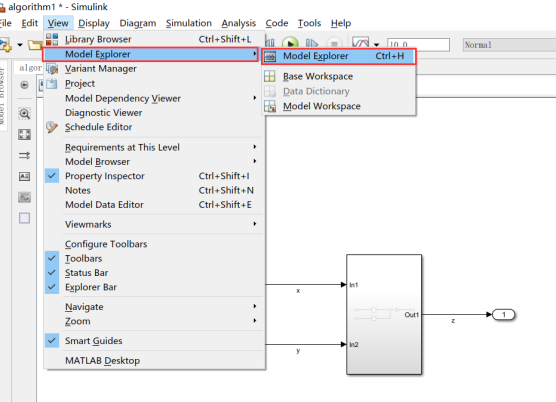 algorithm1 * - Simulink
File Edit View Display Diagram Simulation Analysis Code Tools Help
10.0 Normal
Library Browser Ctrl+Shift+L
Model Explorer
Model Explorer Ctrl+H
Variant Manager
Base Workspace
Project
Data Dictionary
Model Dependency Viewer
Model Workspace
Diagnostic Viewer
Schedule Editor
Requirements at This Level
Model Browser
Property Inspector Ctrl+Shift+I
Notes Ctrl+Shift+N
Model Data Editor Ctrl+Shift+E
Viewmarks
Configure Toolbars
Toolbars
Status Bar
Explorer Bar
Navigate
Zoom
Smart Guides
MATLAB Desktop
algor
Model Browser
x
In1
Out1
z
1
y
In2